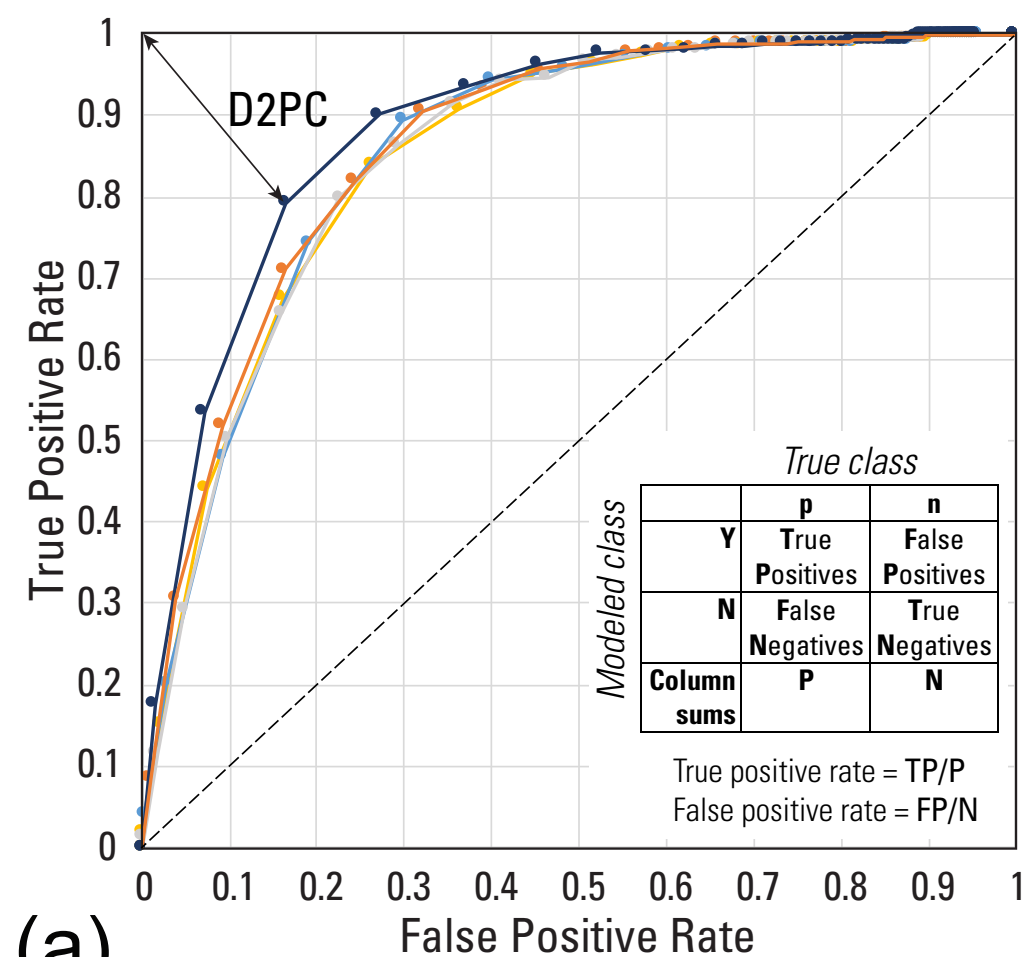 1
0.9
0.8
0.7
0.6
0.5
0.4
0.3
0.2
0.1
0
True Positive Rate
D2PC
True class
Modeled class
p n
Y True False
Positives Positives
N False True
Negatives Negatives
Column P N
sums
True positive rate = TP/P
False positive rate = FP/N
0 0.1 0.2 0.3 0.4 0.5 0.6 0.7 0.8 0.9 1
False Positive Rate
(a)